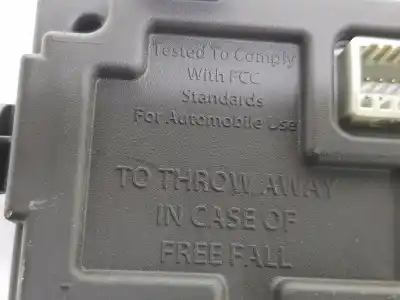 Tested To Comply
With FCC
Standards
For Automobile Use
TO THROW AWAY
IN CASE OF
FREE FALL